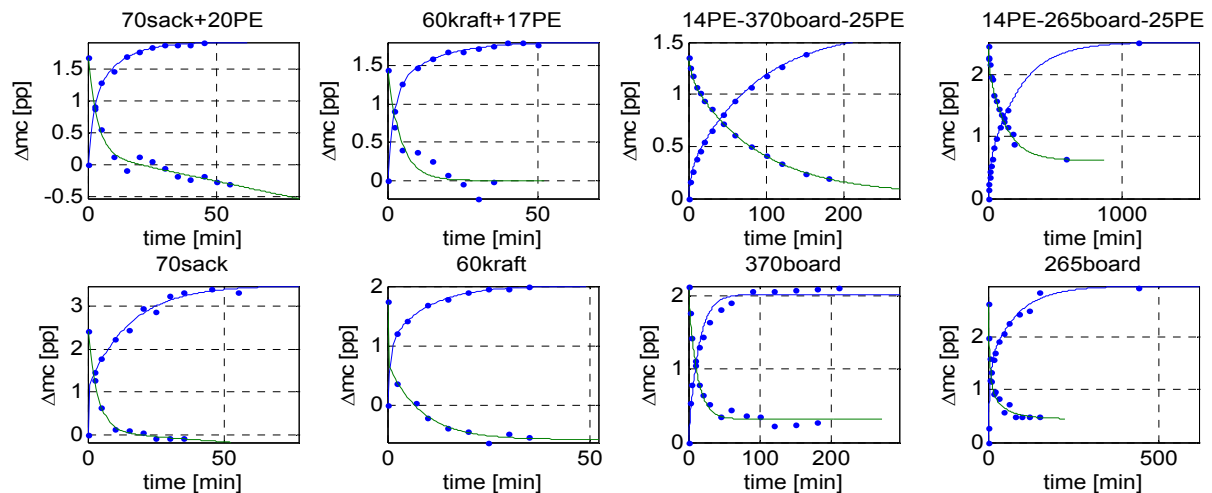 70sack+20PE
60kraft+17PE
14PE-370board-25PE
14PE-265board-25PE
Δmc [pp]
1.5
1
0.5
0
-0.5
0
50
time [min]
Δmc [pp]
1.5
1
0.5
0
0
50
time [min]
Δmc [pp]
1.5
1
0.5
0
0
100
200
time [min]
Δmc [pp]
2
1
0
0
1000
time [min]
70sack
60kraft
370board
265board
Δmc [pp]
3
2
1
0
0
50
time [min]
Δmc [pp]
2
1
0
0
50
time [min]
Δmc [pp]
2
1
0
0
100
200
time [min]
Δmc [pp]
2
1
0
0
500
time [min]